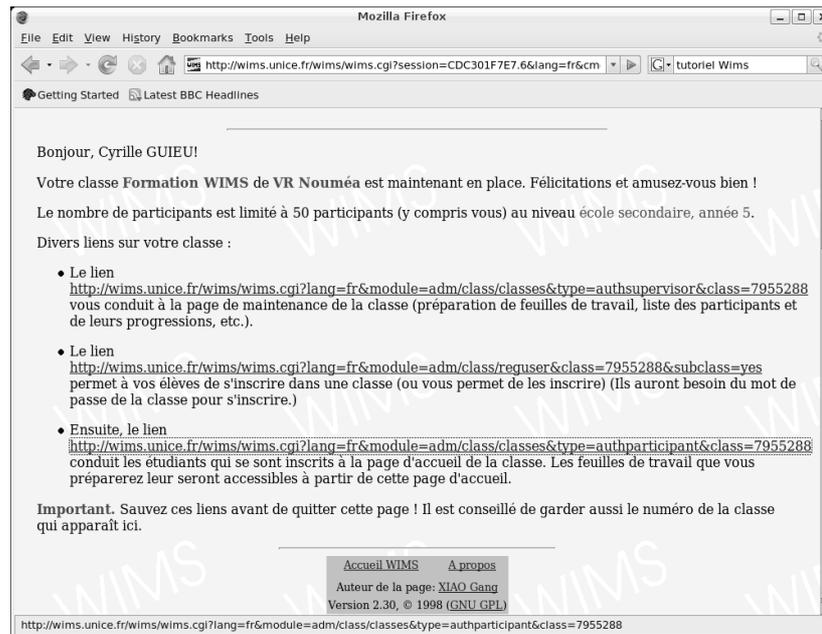 Mozilla Firefox
File Edit View History Bookmarks Tools Help
http://wims.unice.fr/wims/wims.cgi?session=CDC301F7E7.6&lang=fr&cm
G tutoriel Wims
Getting Started Latest BBC Headlines
Bonjour, Cyrille GUIEU!
Votre classe Formation WIMS de VR Nouméa est maintenant en place. Félicitations et amusez-vous bien !
Le nombre de participants est limité à 50 participants (y compris vous) au niveau école secondaire, année 5.
Divers liens sur votre classe :
• Le lien
http://wims.unice.fr/wims/wims.cgi?lang=fr&module=adm/class/classes&type=authsupervisor&class=7955288
vous conduit à la page de maintenance de la classe (préparation de feuilles de travail, liste des participants et
de leurs progressions, etc.).
• Le lien
http://wims.unice.fr/wims/wims.cgi?lang=fr&module=adm/class/reguser&class=7955288&subclass=yes
permet à vos élèves de s'inscrire dans une classe (ou vous permet de les inscrire) (Ils auront besoin du mot de
passe de la classe pour s'inscrire.)
• Ensuite, le lien
http://wims.unice.fr/wims/wims.cgi?lang=fr&module=adm/class/classes&type=authparticipant&class=7955288
conduit les étudiants qui se sont inscrits à la page d'accueil de la classe. Les feuilles de travail que vous
préparerez leur seront accessibles à partir de cette page d'accueil.
Important. Sauvez ces liens avant de quitter cette page ! Il est conseillé de garder aussi le numéro de la classe
qui apparaît ici.
Accueil WIMS A propos
Auteur de la page: XIAO Gang
Version 2.30, © 1998 (GNU GPL)
http://wims.unice.fr/wims/wims.cgi?lang=fr&module=adm/class/classes&type=authparticipant&class=7955288